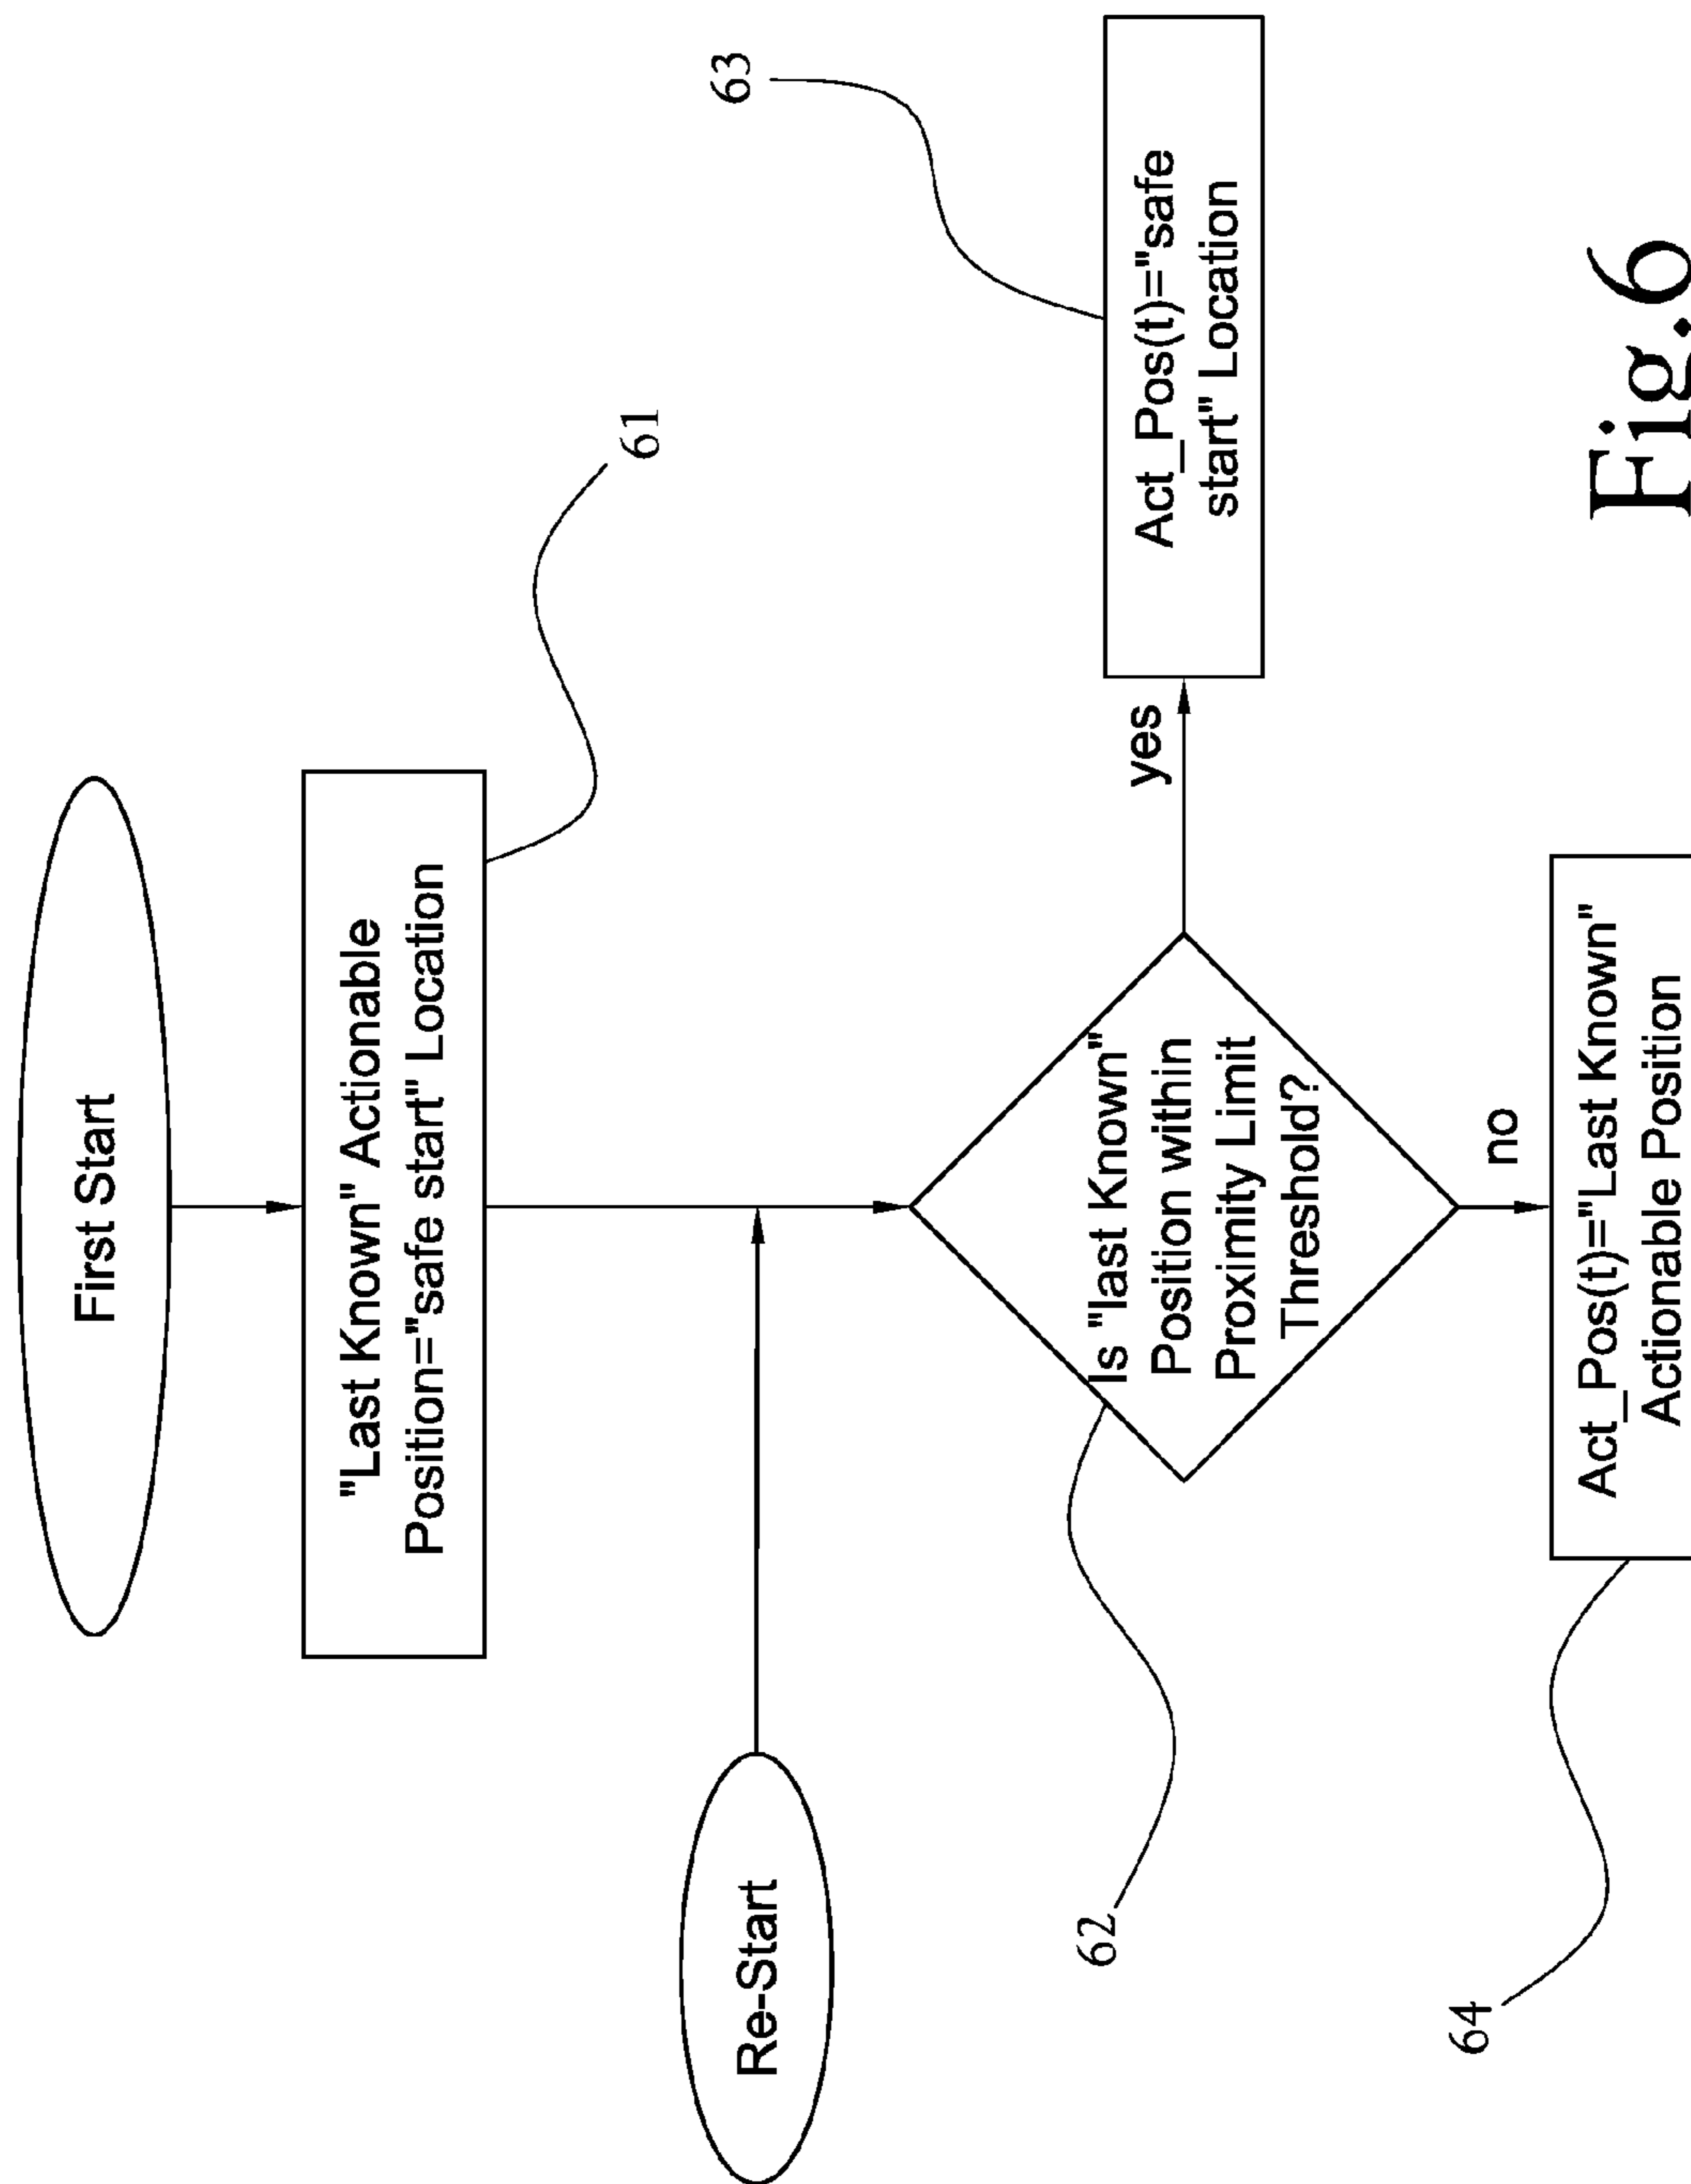 First Start
"Last Known" Actionable
Position="safe start" Location
61
Re-Start
62
Is "last Known"
Position within
Proximity Limit
Threshold?
yes
63
Act_Pos(t)="safe
start" Location
no
64
Act_Pos(t)="Last Known"
Actionable Position
Fig.6